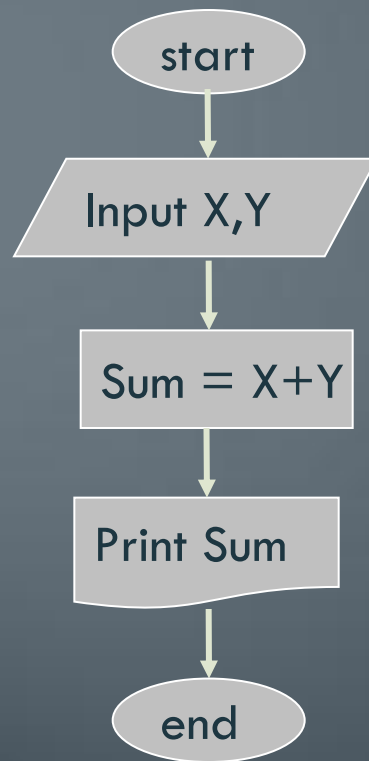 start
Input X,Y
Sum = X+Y
Print Sum
end